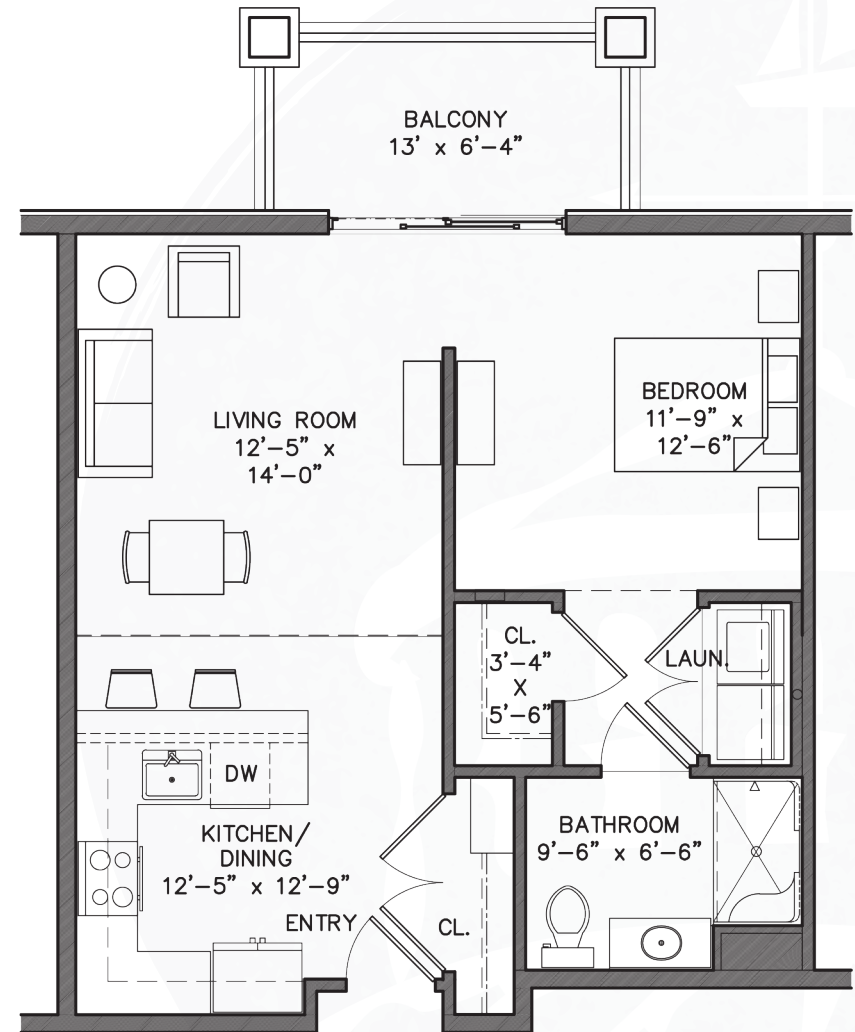 BALCONY
13’ x 6’–4”
LIVING ROOM
12’–5” x
14’–0”
BEDROOM
11’–9” x
12’–6”
CL.
3’–4”
X
5’–6”
LAUN.
DW
KITCHEN/
DINING
12’–5” x 12’–9”
BATHROOM
9’–6” x 6’–6”
ENTRY
CL.